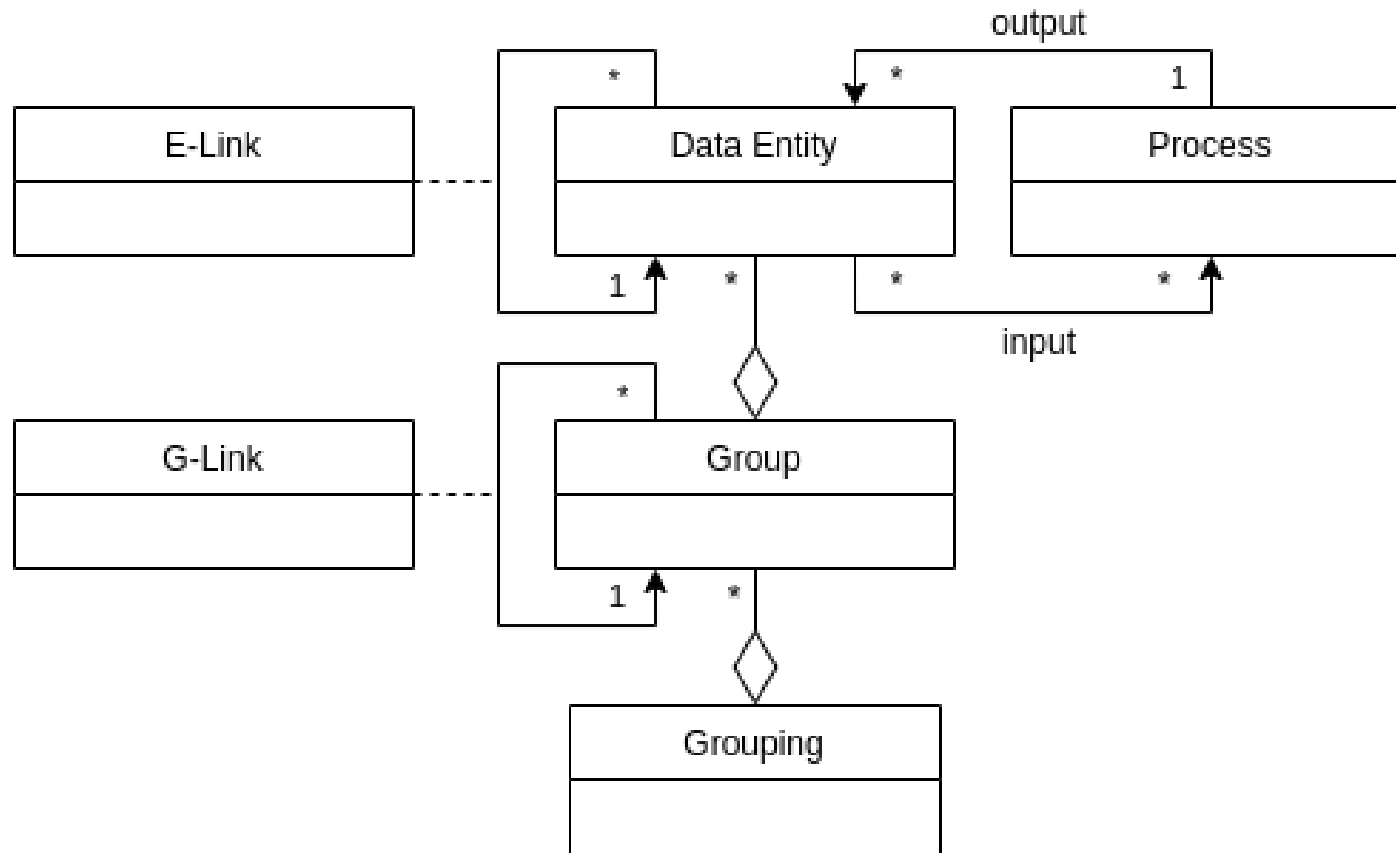 output
*
*
1
E-Link
Data Entity
Process
1
*
*
*
input
*
G-Link
Group
1
*
Grouping